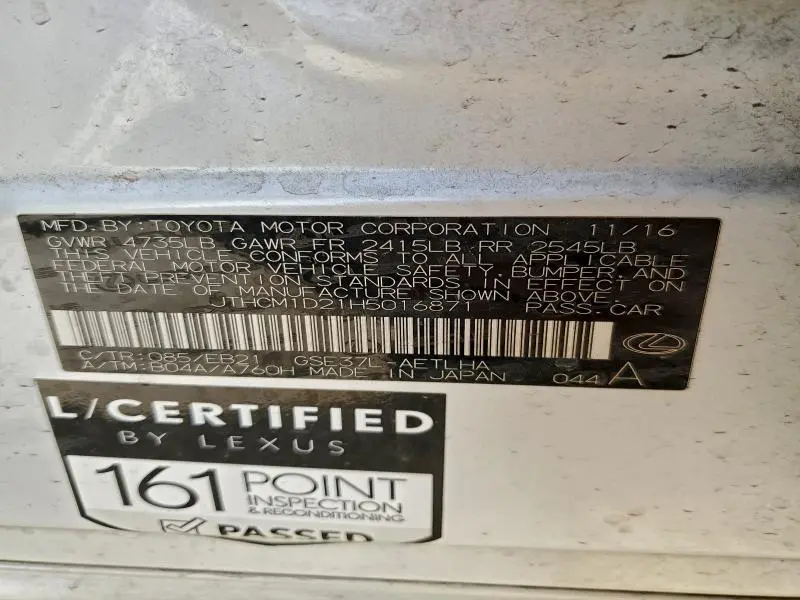 MFD. BY: TOYOTA MOTOR CORPORATION 11/16
GVWR 4735LB GAWR FR 2415LB RR 2545LB
THIS VEHICLE CONFORMS TO ALL APPLICABLE
FEDERAL MOTOR VEHICLE SAFETY, BUMPER, AND
THEFT PREVENTION STANDARDS IN EFFECT ON
THE DATE OF MANUFACTURE SHOWN ABOVE.
JTHCM1D21H5016871 PASS. CAR
C/TR: 085/EB21 GSE37L-AETLHA
A/TM: B04A/A760H MADE IN JAPAN 044 A
L/CERTIFIED
BY LEXUS
161 POINT
INSPECTION
& RECONDITIONING
PASSED